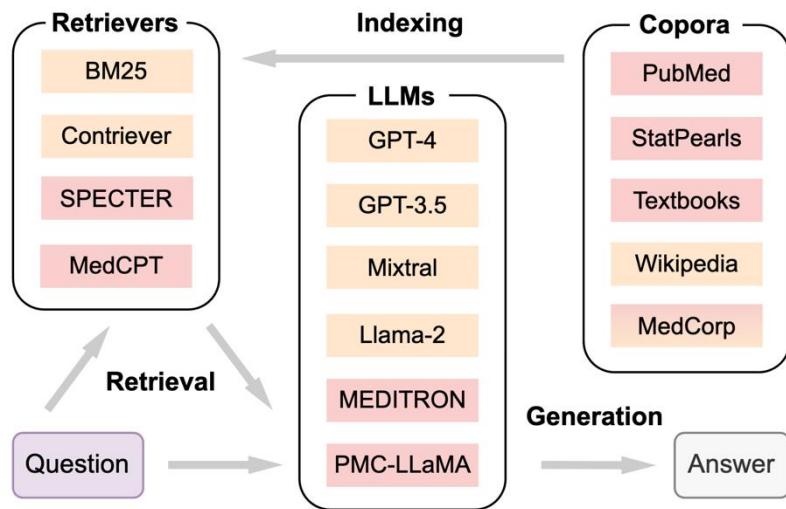 Retrievers
BM25
Contriever
SPECTER
MedCPT
Indexing
Copora
PubMed
StatPearls
Textbooks
Wikipedia
MedCorp
LLMs
GPT-4
GPT-3.5
Mixtral
Llama-2
MEDITRON
PMC-LLaMA
Retrieval
Question
Generation
Answer